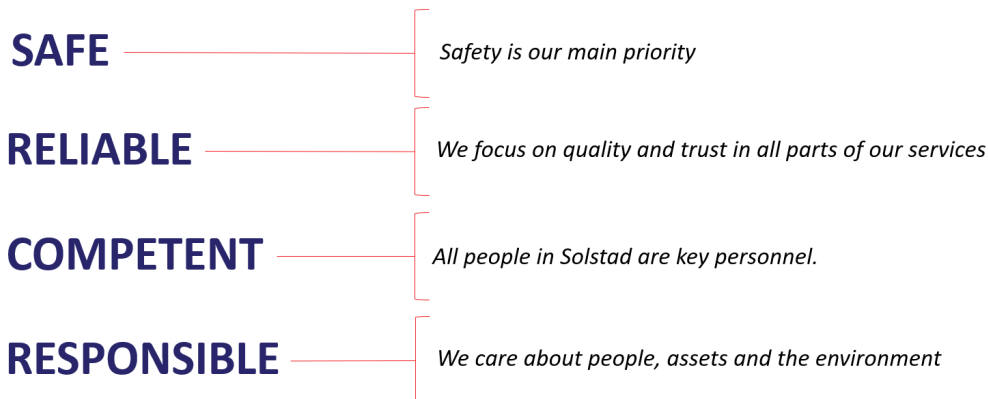 SAFE
Safety is our main priority
RELIABLE
We focus on quality and trust in all parts of our services
COMPETENT
All people in Solstad are key personnel.
RESPONSIBLE
We care about people, assets and the environment